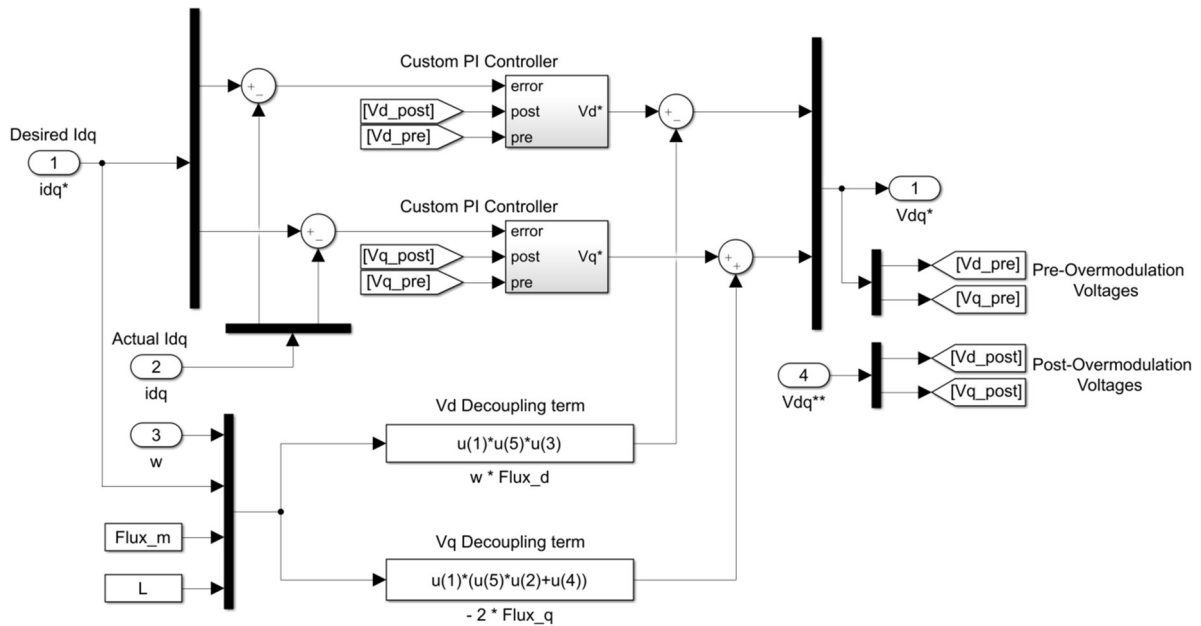 Custom PI Controller
+
−
error
[Vd_post]
post
Vd*
+
−
[Vd_pre]
pre
Desired Idq
1
idq*
1
Vdq*
Custom PI Controller
+
−
error
[Vq_post]
post
Vq*
+
+
[Vq_pre]
pre
[Vd_pre]
[Vq_pre]
Pre-Overmodulation
Voltages
Actual Idq
2
idq
[Vd_post]
[Vq_post]
Post-Overmodulation
Voltages
4
Vdq**
Vd Decoupling term
3
w
u(1)*u(5)*u(3)
w * Flux_d
Flux_m
Vq Decoupling term
L
u(1)*(u(5)*u(2)+u(4))
- 2 * Flux_q